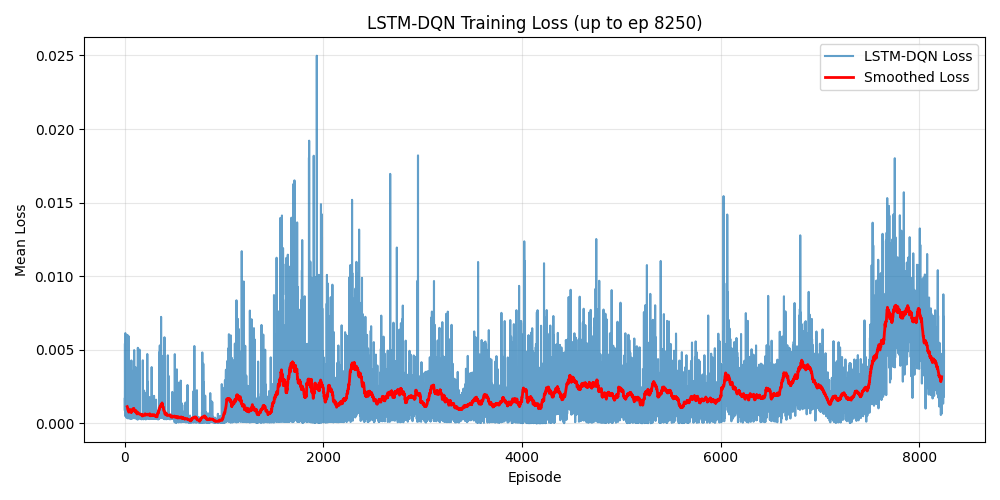 LSTM-DQN Training Loss (up to ep 8250)
LSTM-DQN Loss
Smoothed Loss
Mean Loss
0.025
0.020
0.015
0.010
0.005
0.000
0
2000
4000
6000
8000
Episode